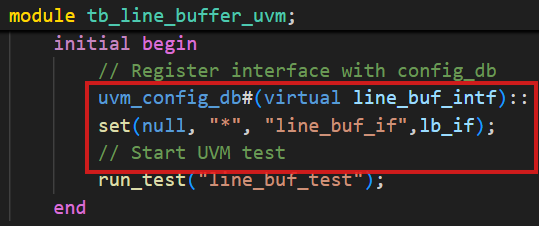 module tb_line_buffer_uvm;
initial begin
// Register interface with config_db
uvm_config_db#(virtual line_buf_intf)::
set(null, "*", "line_buf_if",lb_if);
// Start UVM test
run_test("line_buf_test");
end